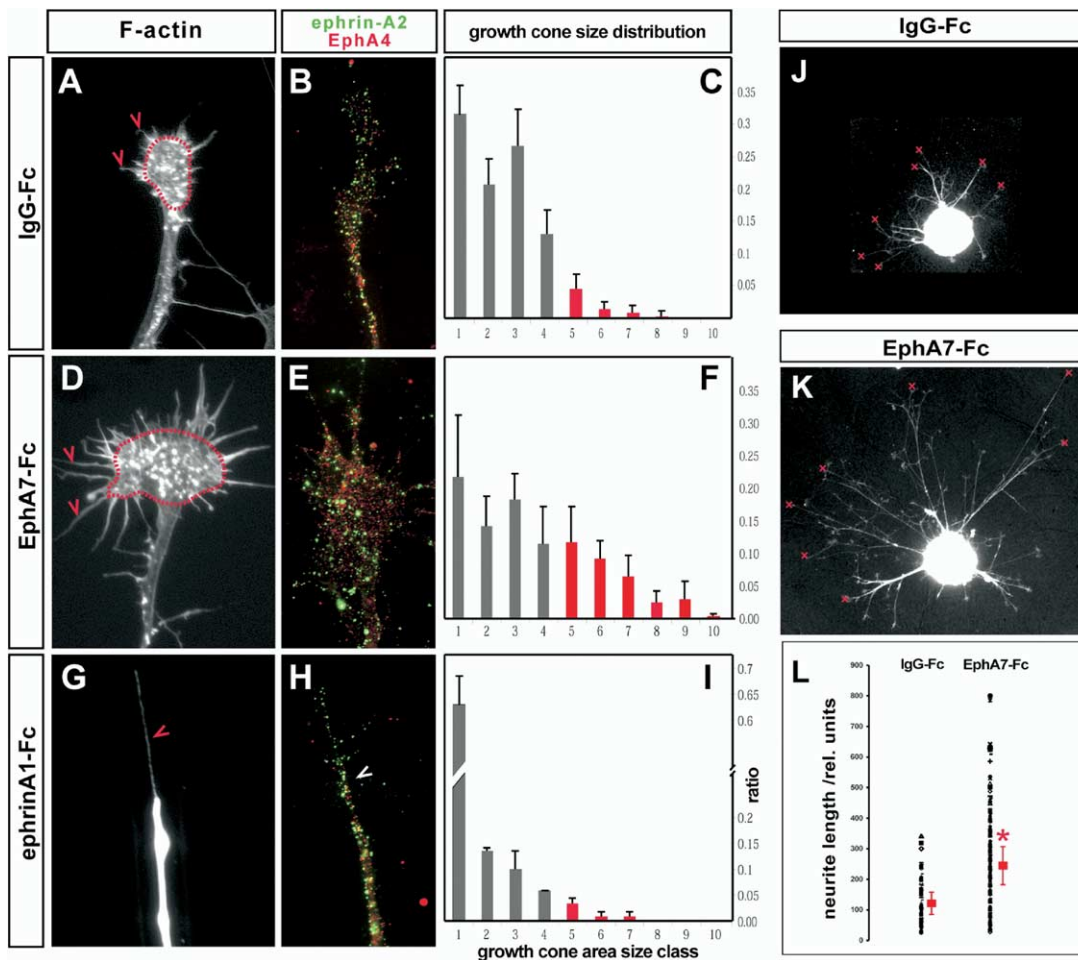 F-actin
ephrin-A2
EphA4
growth cone size distribution
IgG-Fc
IgG-Fc
A
B
C
0.35
0.3
0.25
0.2
0.15
0.1
0.05
1 2 3 4 5 6 7 8 9 10
J
EphA7-Fc
D
E
F
0.35
0.30
0.25
0.20
0.15
0.10
0.05
0.00
1 2 3 4 5 6 7 8 9 10
EphA7-Fc
K
ephrinA1-Fc
G
H
I
0.7
0.65
0.6
ratio
0.2
0.15
0.10
0.05
0.00
1 2 3 4 5 6 7 8 9 10
growth cone area size class
L
IgG-Fc EphA7-Fc
neurite length /rel. units
900
800
700
600
500
400
300
200
100
0
*